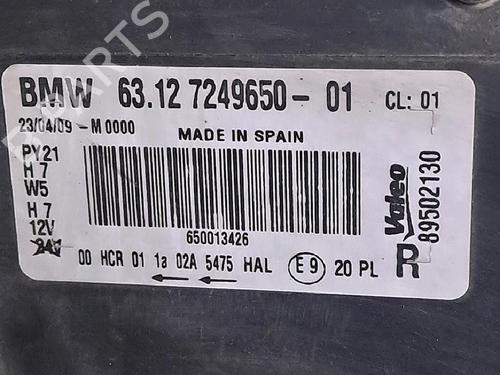 BMW 63.12 7249650-01 CL: 01
23/04/09 -M 0000
MADE IN SPAIN
PY21
H 7
W5
H 7
12V
24V
650013426
00 HCR 01 1a 02A 5475 HAL E9 20 PL
Valeo
89502130
R
PARTS